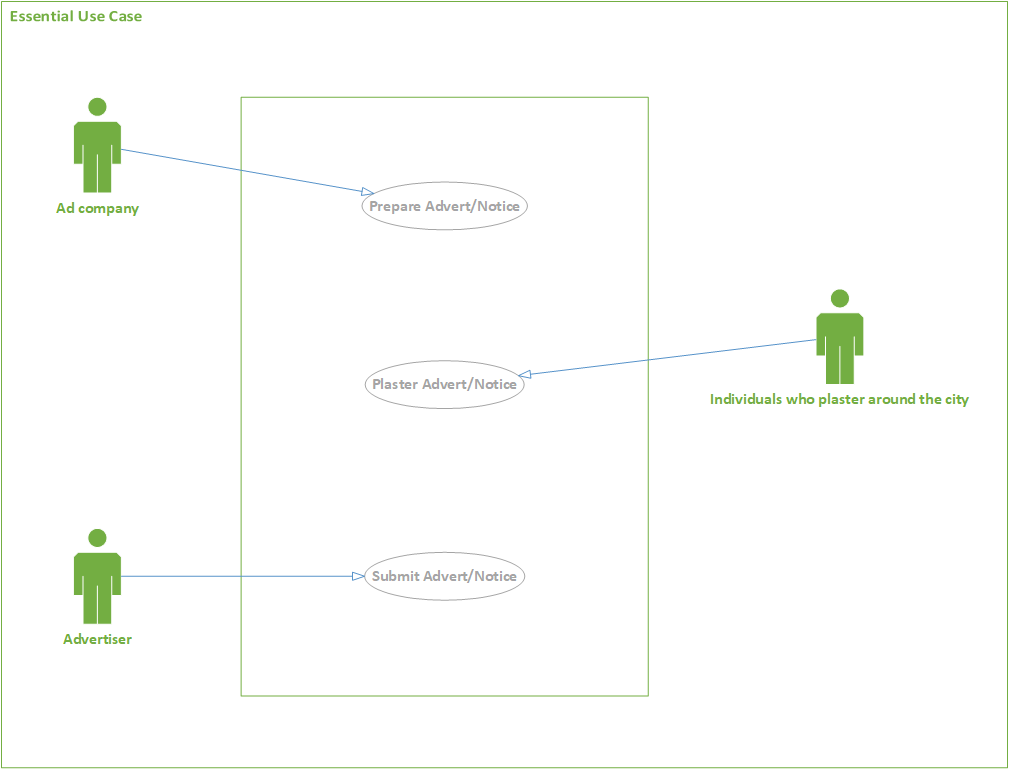 Essential Use Case
Ad company
Prepare Advert/Notice
Plaster Advert/Notice
Individuals who plaster around the city
Submit Advert/Notice
Advertiser